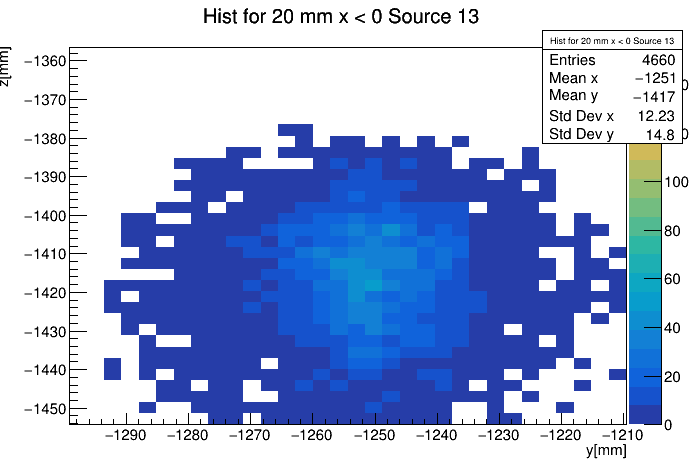 Hist for 20 mm x < 0 Source 13
z[mm]
Hist for 20 mm x < 0 Source 13
Entries 4660
Mean x −1251
Mean y −1417
Std Dev x 12.23
Std Dev y 14.8
−1360
−1370
−1380
−1390
−1400
−1410
−1420
−1430
−1440
−1450
0
0
100
80
60
40
20
0
−1290 −1280 −1270 −1260 −1250 −1240 −1230 −1220 −1210
y[mm]